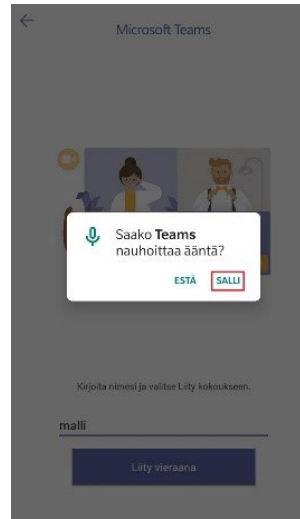 Microsoft Teams
Saako Teams
nauhoittaa ääntä?
ESTÄ SALLI
Kirjoita nimesi ja valitse Liity kokoukseen.
malli
Liity vieraana